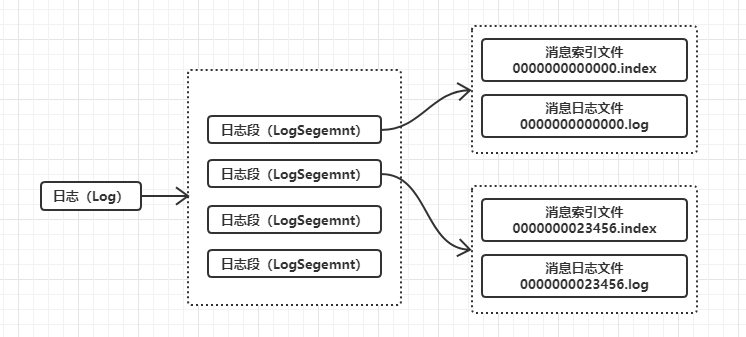 日志（Log）
日志段（LogSegemnt）
日志段（LogSegemnt）
日志段（LogSegemnt）
日志段（LogSegemnt）
消息索引文件
0000000000000.index
消息日志文件
0000000000000.log
消息索引文件
0000000023456.index
消息日志文件
0000000023456.log